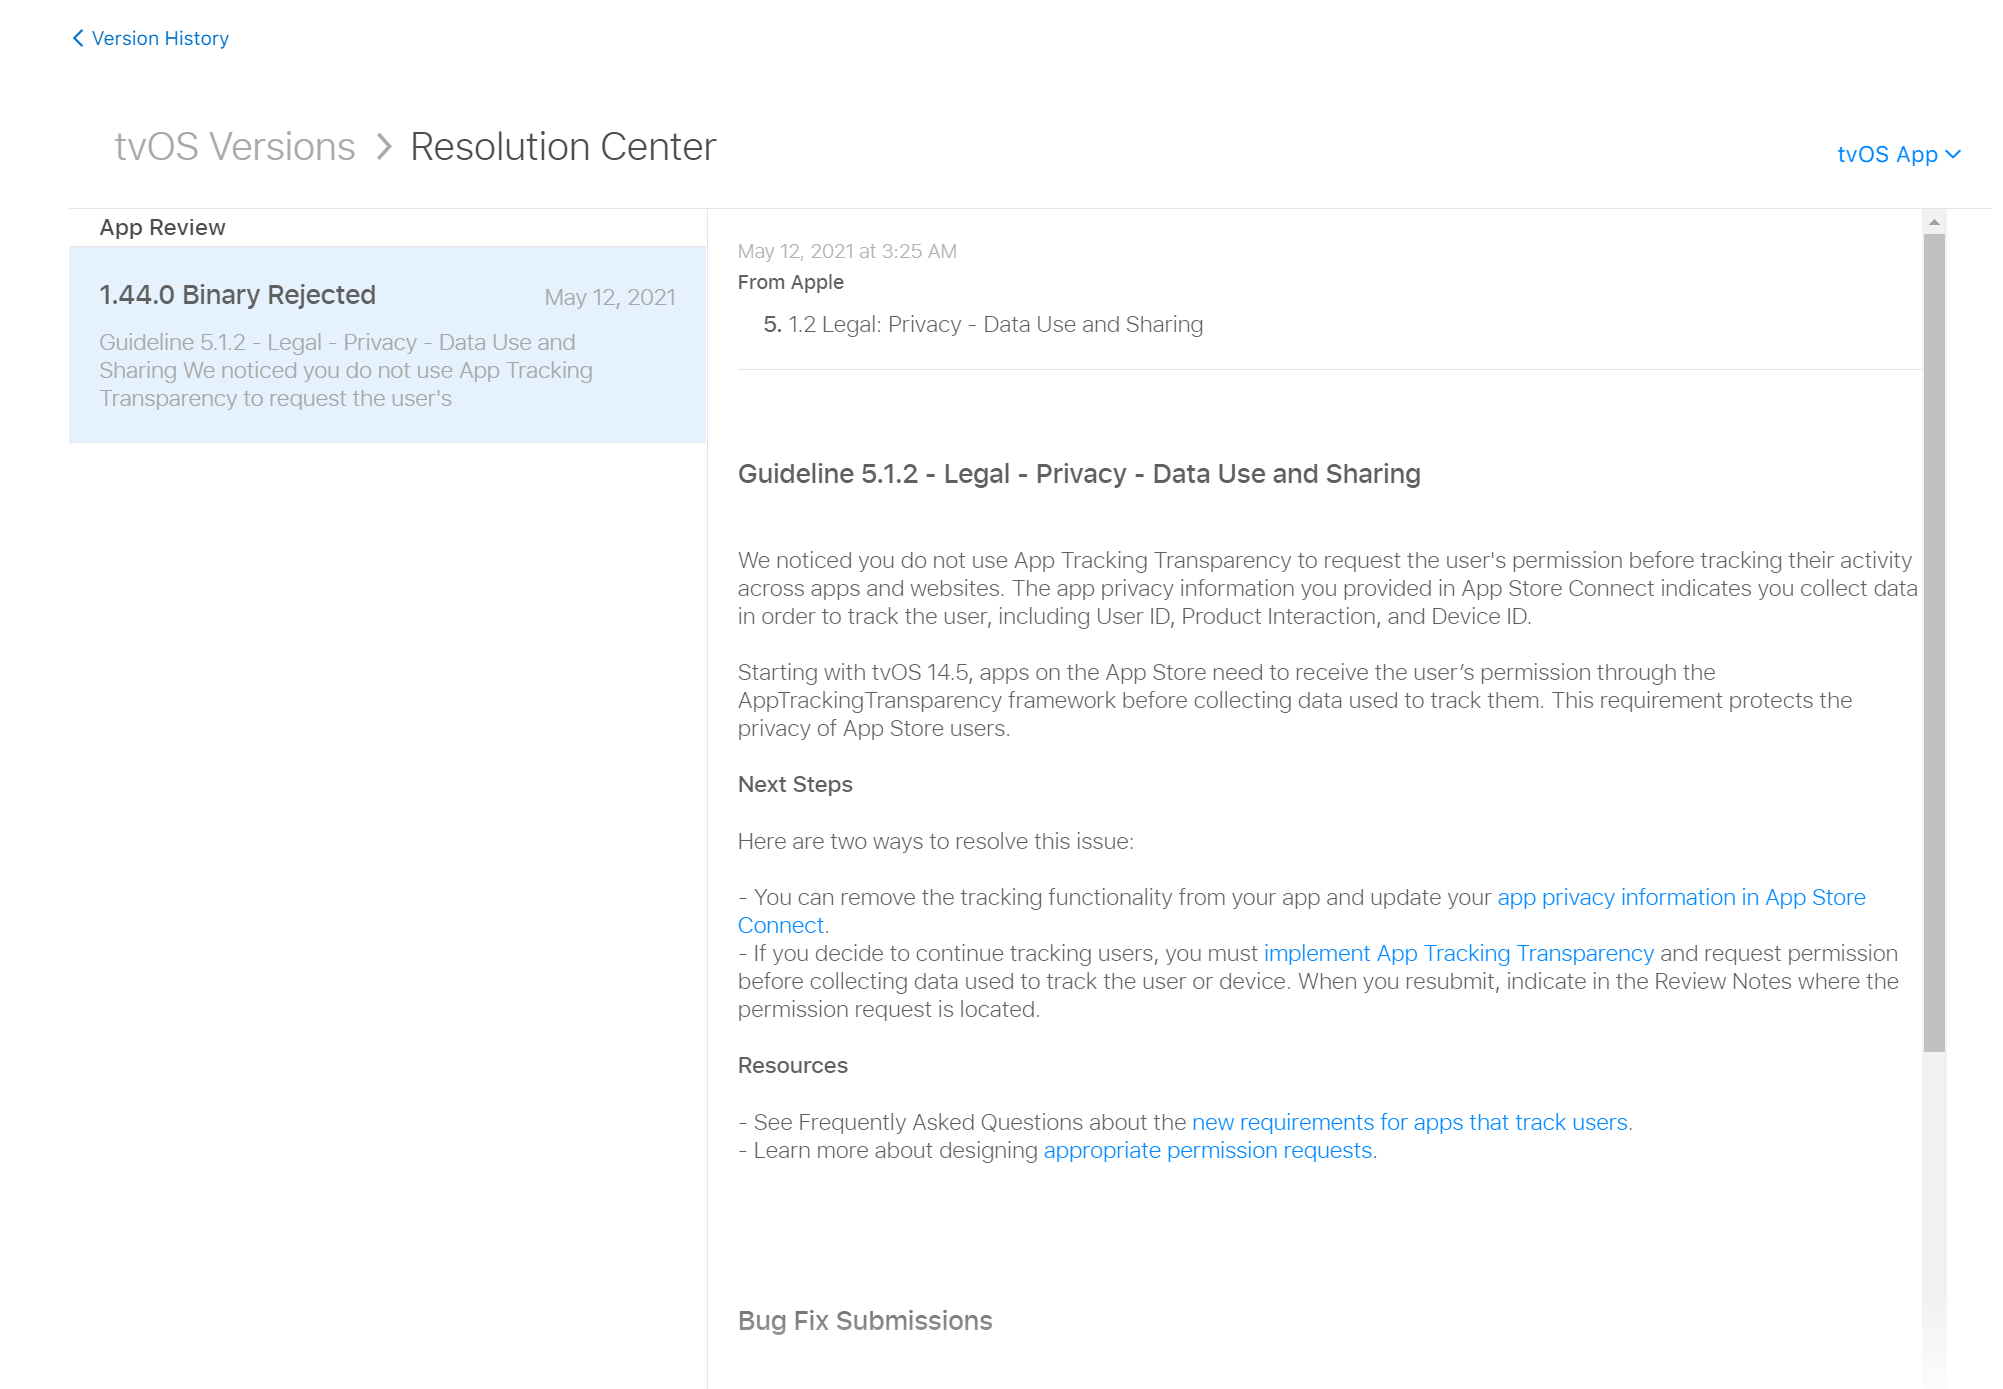 Version History
tvOS Versions > Resolution Center
tvOS App
App Review
1.44.0 Binary Rejected
May 12, 2021
Guideline 5.1.2 - Legal - Privacy - Data Use and
Sharing We noticed you do not use App Tracking
Transparency to request the user's
May 12, 2021 at 3:25 AM
From Apple
5. 1.2 Legal: Privacy - Data Use and Sharing
Guideline 5.1.2 - Legal - Privacy - Data Use and Sharing
We noticed you do not use App Tracking Transparency to request the user's permission before tracking their activity
across apps and websites. The app privacy information you provided in App Store Connect indicates you collect data
in order to track the user, including User ID, Product Interaction, and Device ID.
Starting with tvOS 14.5, apps on the App Store need to receive the user’s permission through the
AppTrackingTransparency framework before collecting data used to track them. This requirement protects the
privacy of App Store users.
Next Steps
Here are two ways to resolve this issue:
- You can remove the tracking functionality from your app and update your app privacy information in App Store
Connect.
- If you decide to continue tracking users, you must implement App Tracking Transparency and request permission
before collecting data used to track the user or device. When you resubmit, indicate in the Review Notes where the
permission request is located.
Resources
- See Frequently Asked Questions about the new requirements for apps that track users.
- Learn more about designing appropriate permission requests.
Bug Fix Submissions